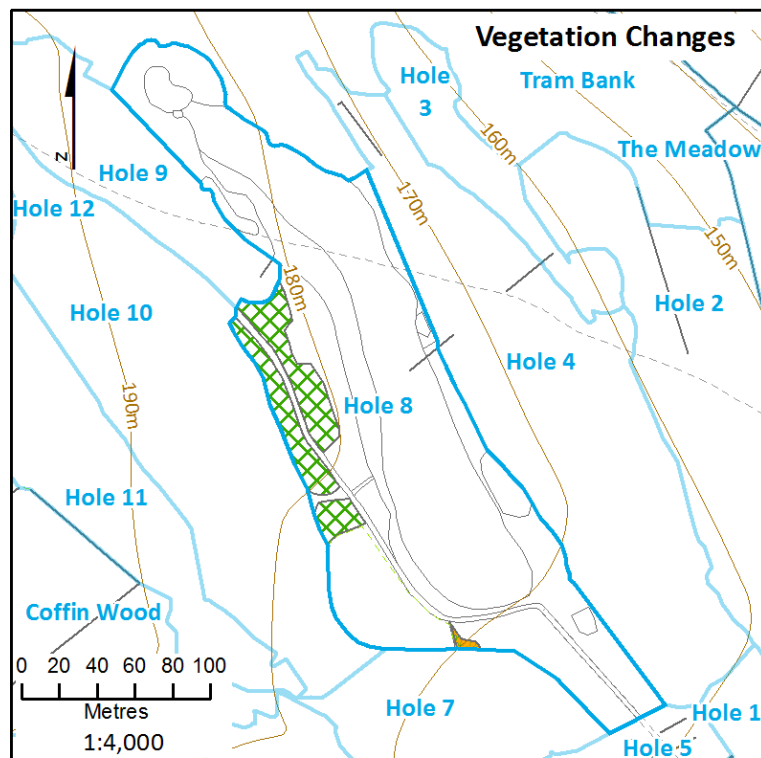 Vegetation Changes
Hole
3
Tram Bank
160m
The Meadow
N
Hole 9
170m
Hole 12
150m
180m
Hole 10
Hole 2
Hole 4
190m
Hole 8
Hole 11
Coffin Wood
0 20 40 60 80 100
Metres
1:4,000
Hole 7
Hole 1
Hole 5